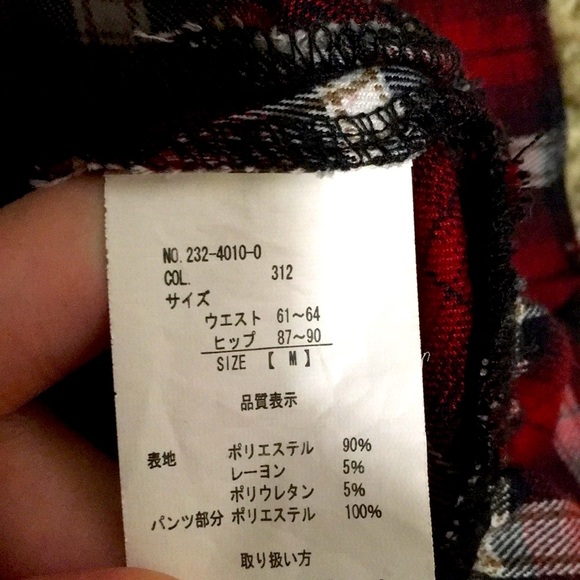 NO. 232-4010-0
COL. 312
サイズ
ウエスト 61～64
ヒップ 87～90
SIZE 【 M 】
品質表示
表地 ポリエステル 90%
レーヨン 5%
ポリウレタン 5%
パンツ部分 ポリエステル 100%
取り扱い方